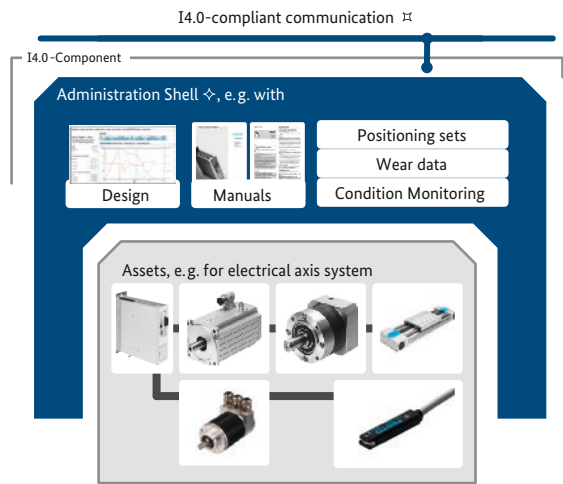 I4.0-compliant communication ¤
I4.0-Component
Administration Shell ✧, e.g. with
Design
Manuals
Positioning sets
Wear data
Condition Monitoring
Assets, e.g. for electrical axis system
FESTO